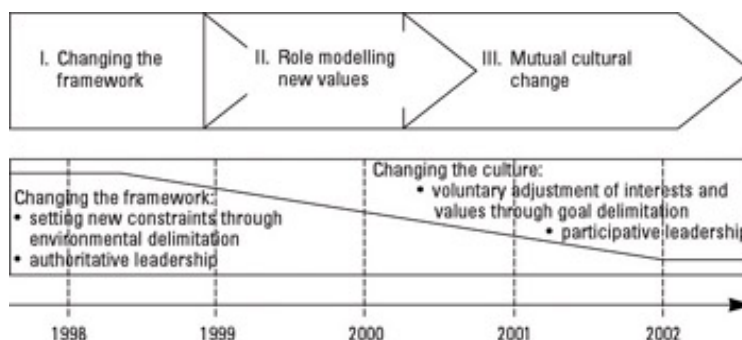 I. Changing the
framework
II. Role modelling
new values
III. Mutual cultural
change
Changing the framework:
• setting new constraints through
environmental delimitation
• authoritative leadership
Changing the culture:
• voluntary adjustment of interests and
values through goal delimitation
• participative leadership
1998
1999
2000
2001
2002